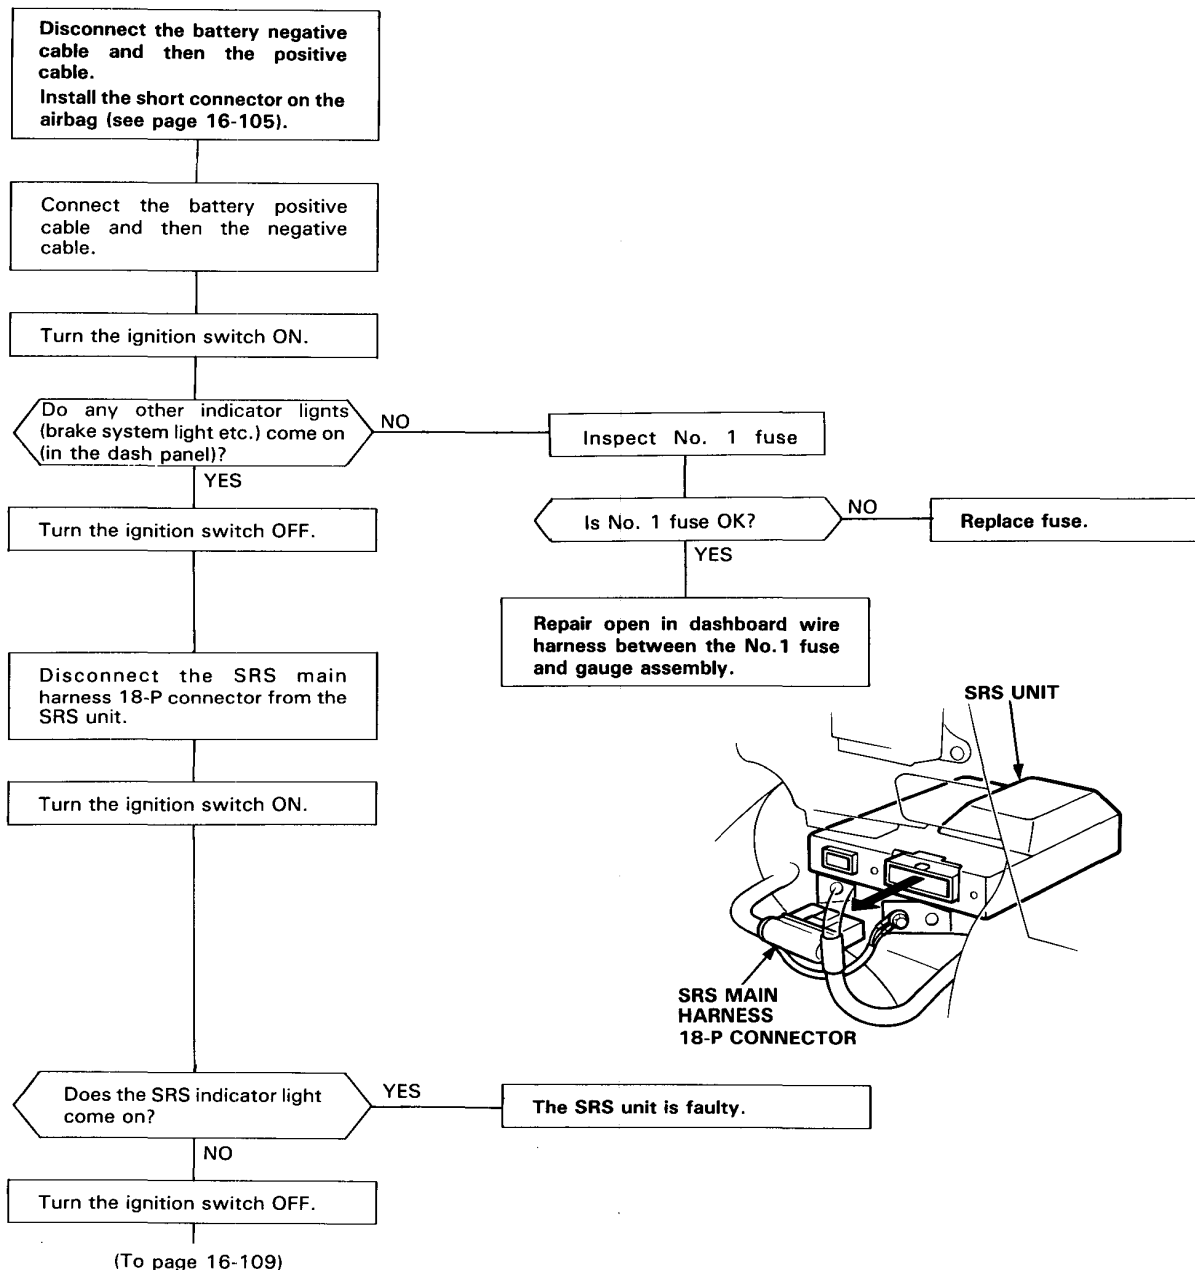 Disconnect the battery negative
cable and then the positive
cable.
Install the short connector on the
airbag (see page 16-105).
Connect the battery positive
cable and then the negative
cable.
Turn the ignition switch ON.
Do any other indicator lignts
(brake system light etc.) come on
(in the dash panel)?
NO
YES
Inspect No. 1 fuse
Is No. 1 fuse OK?
NO
Replace fuse.
YES
Repair open in dashboard wire
harness between the No.1 fuse
and gauge assembly.
Turn the ignition switch OFF.
Disconnect the SRS main
harness 18-P connector from the
SRS unit.
Turn the ignition switch ON.
SRS UNIT
SRS MAIN
HARNESS
18-P CONNECTOR
Does the SRS indicator light
come on?
YES
The SRS unit is faulty.
NO
Turn the ignition switch OFF.
(To page 16-109)